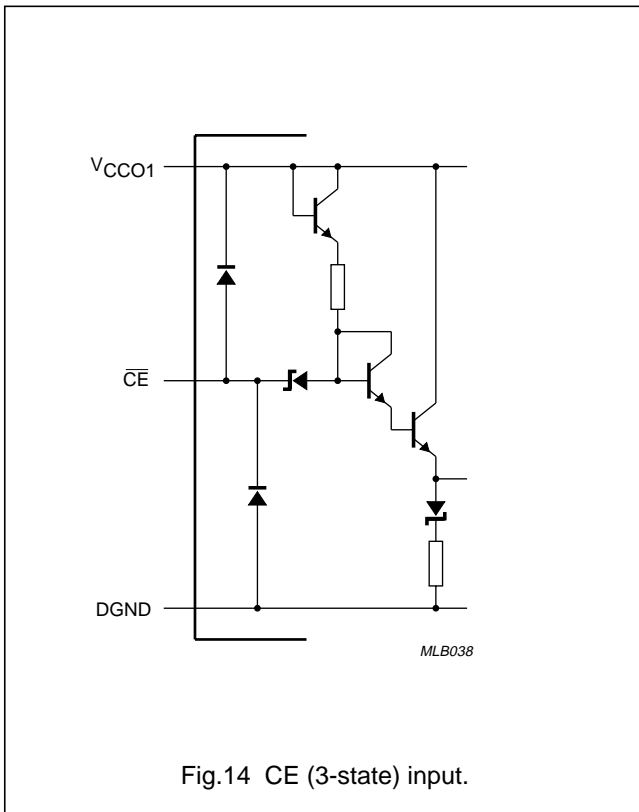 VCCO1
CE
DGND
MLB038
Fig.14 CE (3-state) input.